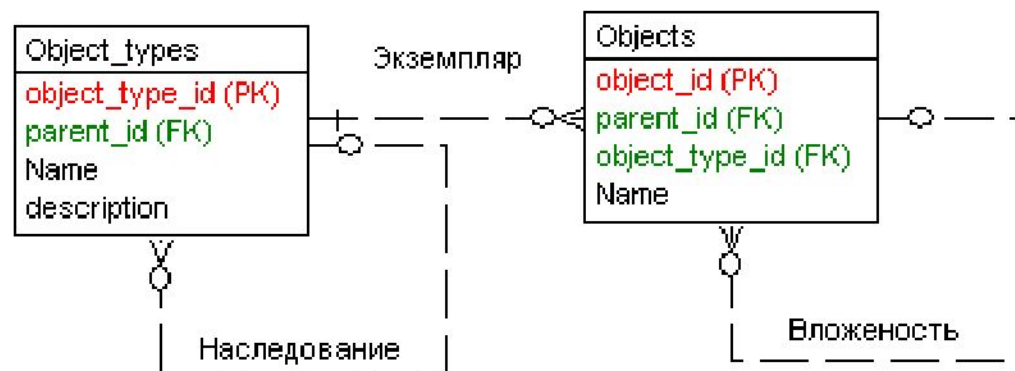 Object_types
object_type_id (PK)
parent_id (FK)
Name
description
Экземпляр
Objects
object_id (PK)
parent_id (FK)
object_type_id (FK)
Name
Наследование
Вложеность